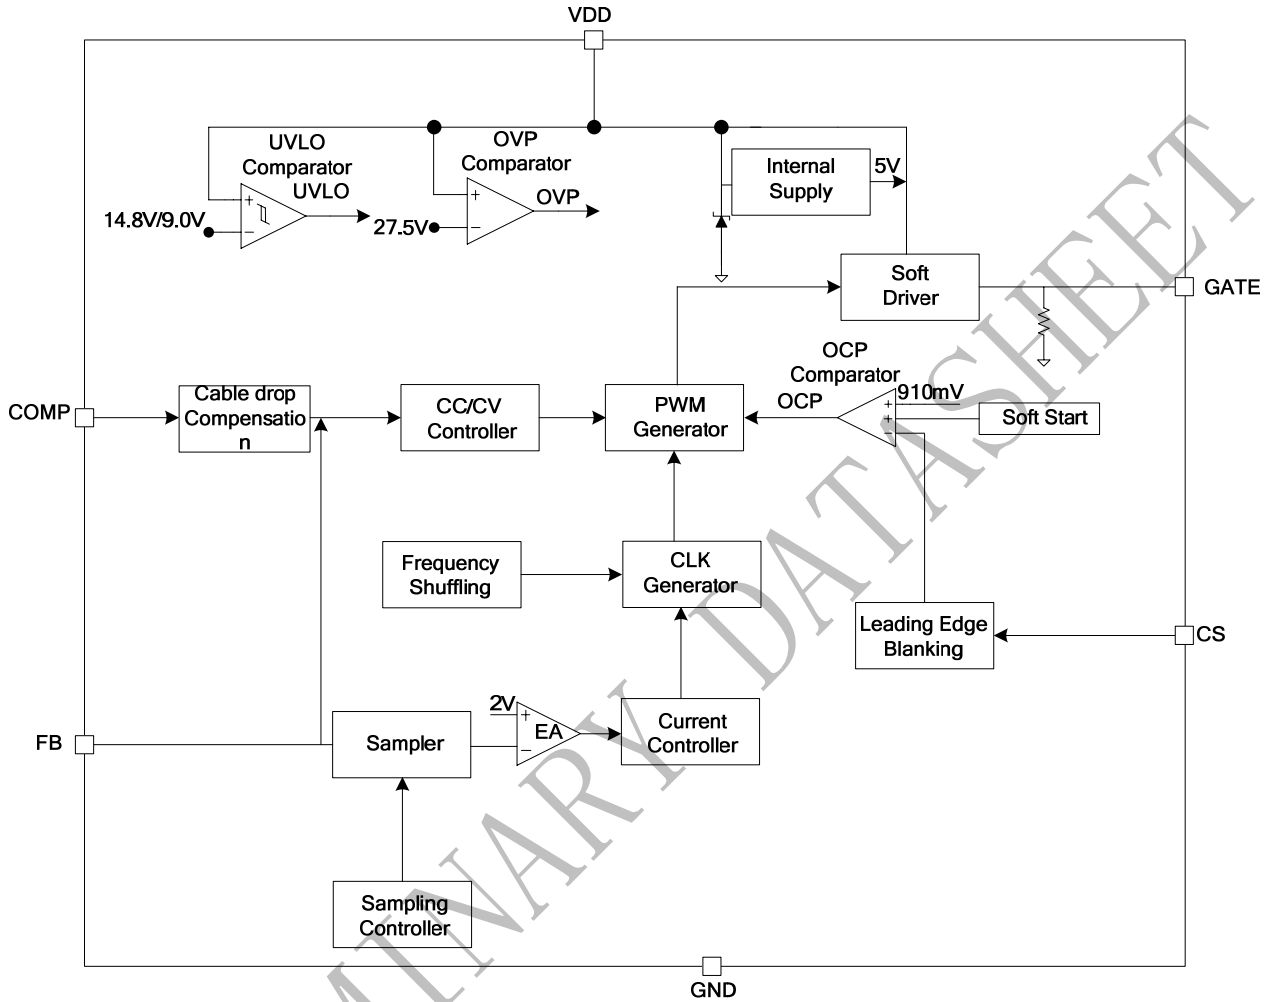 VDD
UVLO
Comparator
UVLO
14.8V/9.0V
+
−
OVP
Comparator
OVP
27.5V
+
−
Internal
Supply
5V
Soft
Driver
GATE
COMP
Cable drop
Compensatio
n
CC/CV
Controller
PWM
Generator
OCP
Comparator
OCP
910mV
+
+
−
Soft Start
Frequency
Shuffling
CLK
Generator
Leading Edge
Blanking
CS
FB
Sampler
2V
+
−
EA
Current
Controller
Sampling
Controller
GND
MINARY DATASHEET